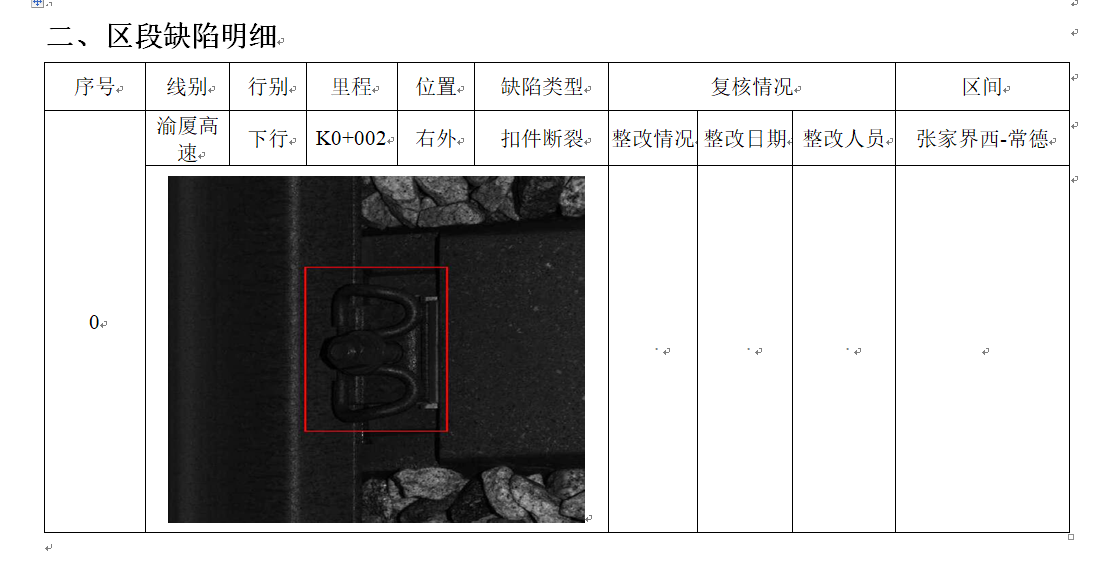 二、区段缺陷明细
序号 线别 行别 里程 位置 缺陷类型 复核情况 区间
渝厦高速 下行 K0+002 右外 扣件断裂 整改情况 整改日期 整改人员 张家界西-常德
0